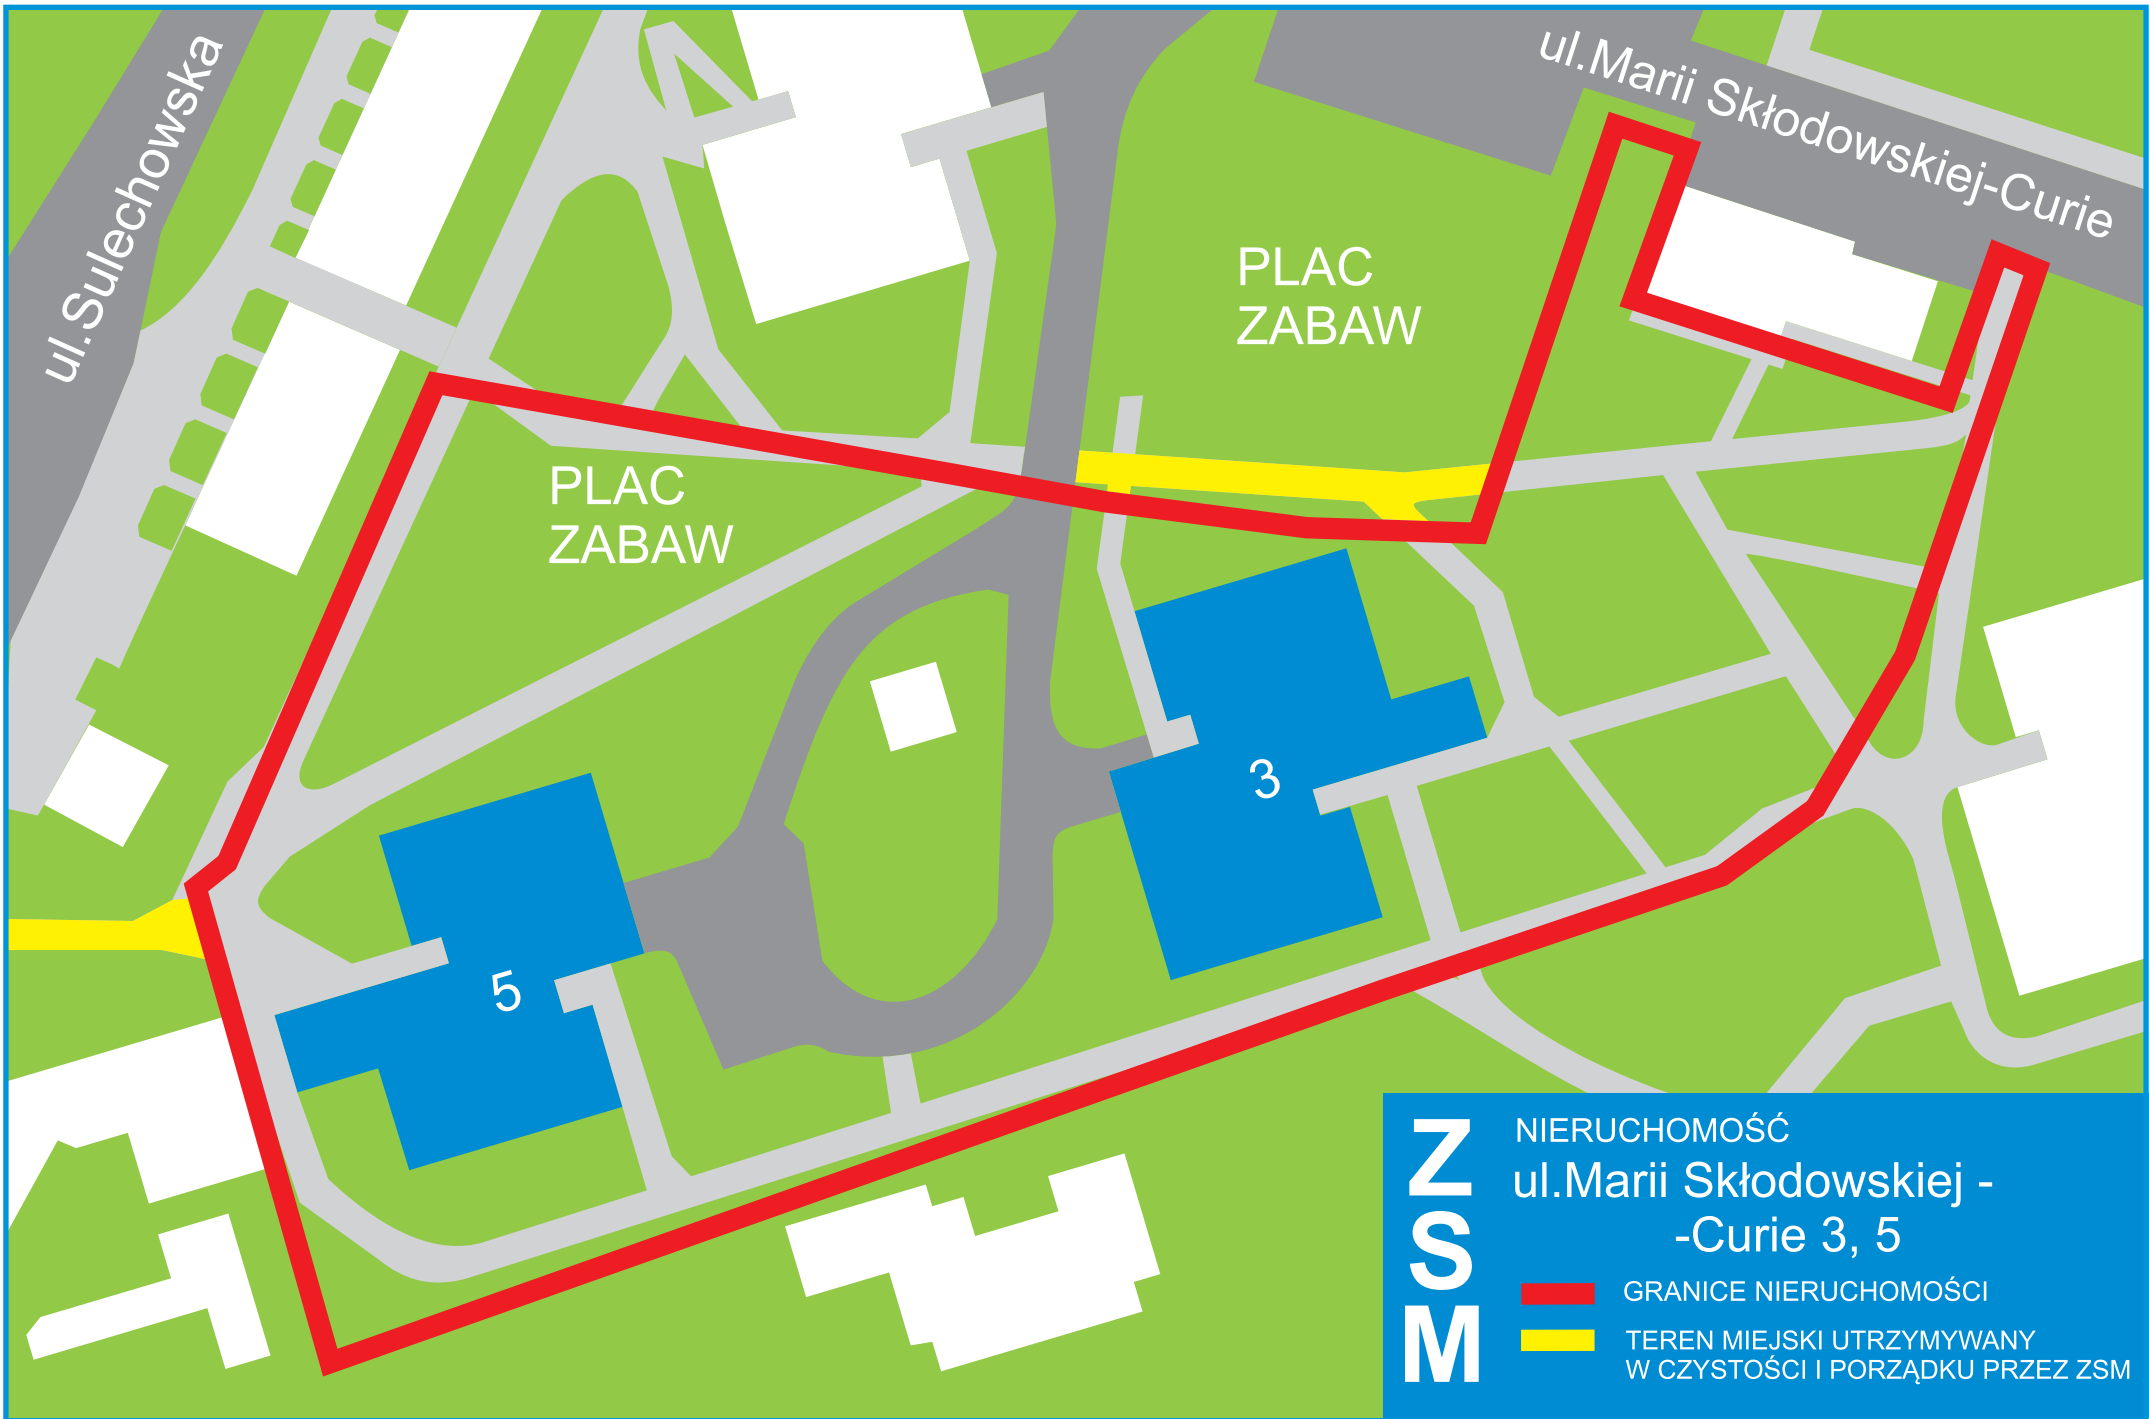 ul.Sulechowska
ul.Marii Skłodowskiej-Curie
PLAC
ZABAW
PLAC
ZABAW
3
5
ZSM
NIERUCHOMOŚĆ
ul.Marii Skłodowskiej -
-Curie 3, 5
GRANICE NIERUCHOMOŚCI
TEREN MIEJSKI UTRZYMYWANY
W CZYSTOŚCI I PORZĄDKU PRZEZ ZSM